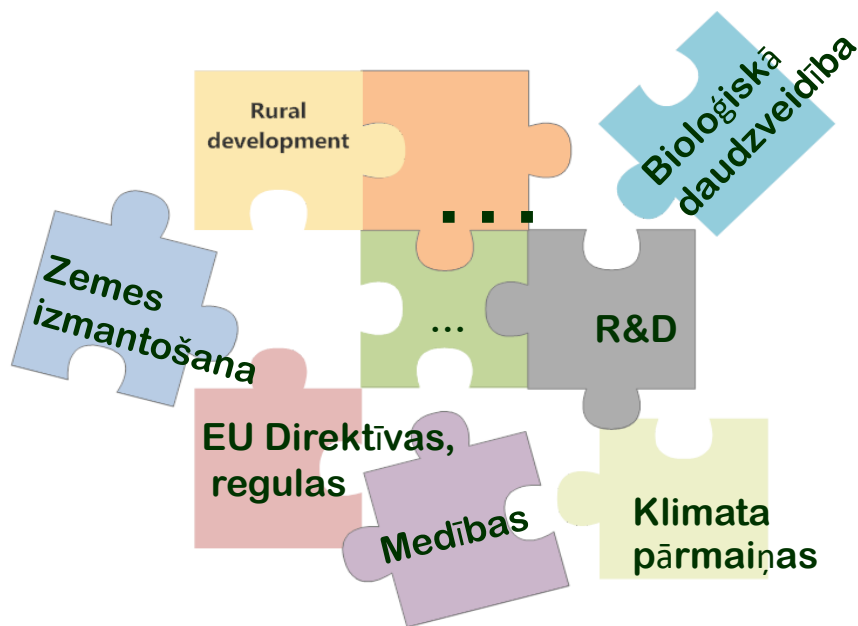 Rural
development
Bioloģiskā
daudzveidība
...
Zemes
izmantošana
...
R&D
EU Direktīvas,
regulas
Medības
Klimata
pārmaiņas